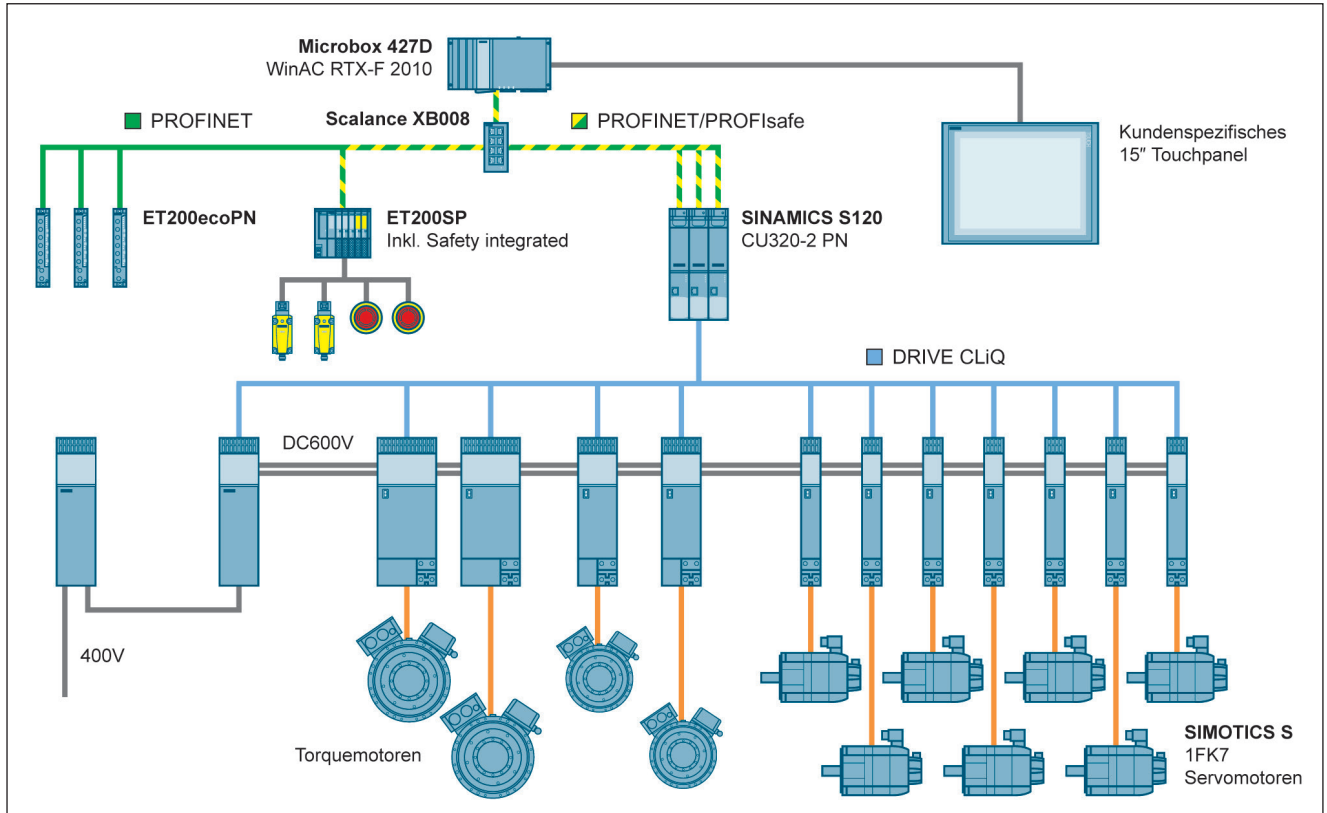 Microbox 427D
WinAC RTX-F 2010
PROFINET
Scalance XB008
PROFINET/PROFIsafe
Kundenspezifisches
15″ Touchpanel
ET200ecoPN
ET200SP
Inkl. Safety integrated
SINAMICS S120
CU320-2 PN
DRIVE CLiQ
DC600V
400V
Torquemotoren
SIMOTICS S
1FK7
Servomotoren